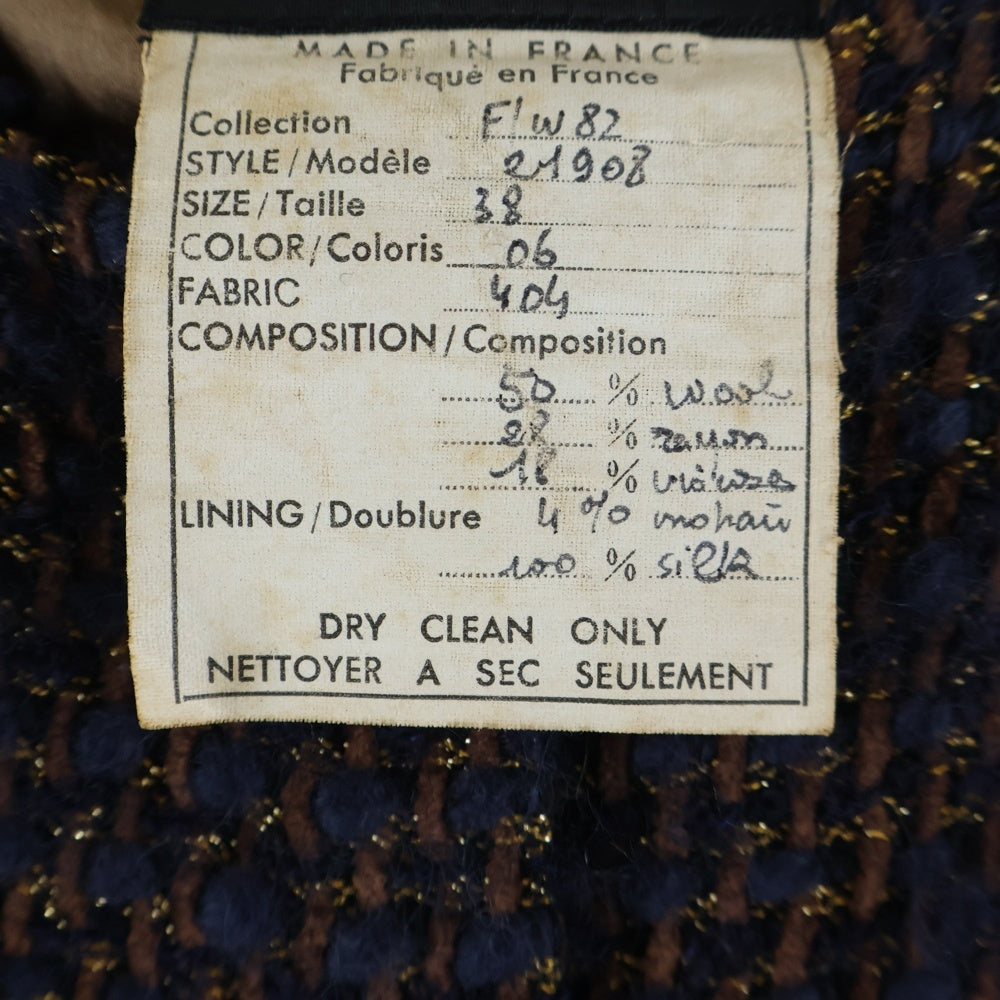 MADE IN FRANCE
Fabriqué en France
Collection F/W 82
STYLE/Modèle 21908
SIZE/Taille 38
COLOR/Coloris 06
FABRIC 404
COMPOSITION/Composition
50 % wool
28 % rayon
18 % viscose
LINING/Doublure 4 % mohair
100 % silk
DRY CLEAN ONLY
NETTOYER A SEC SEULEMENT